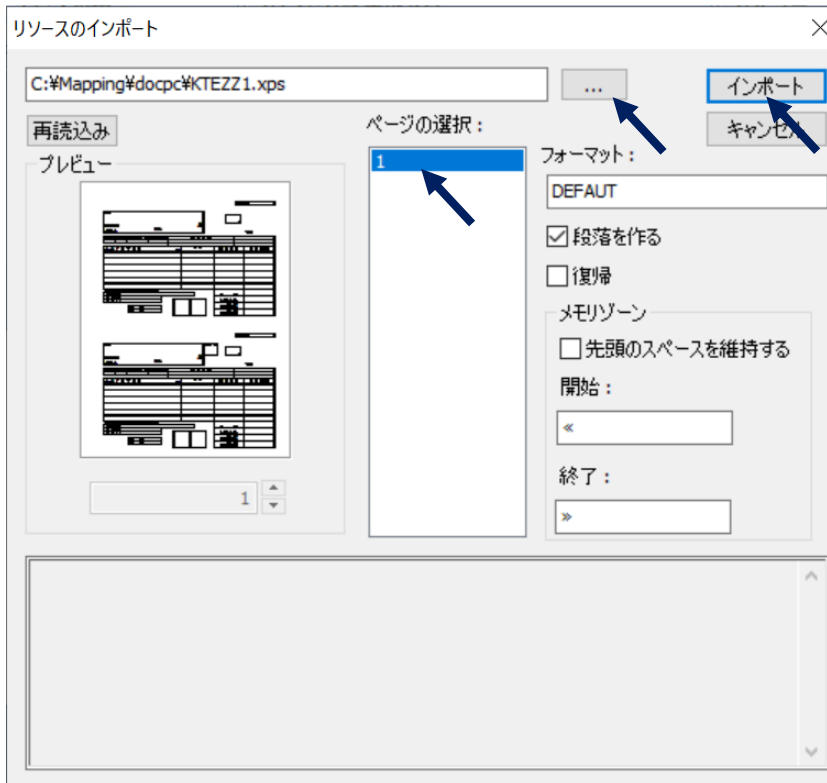 リソースのインポート
C:¥Mapping¥docpc¥KTEZZ1.xps
...
インポート
再読込み
ページの選択：
キャンセル
プレビュー
1
フォーマット：
DEFAUT
段落を作る
復帰
メモリゾーン
先頭のスペースを維持する
開始：
«
1
終了：
»